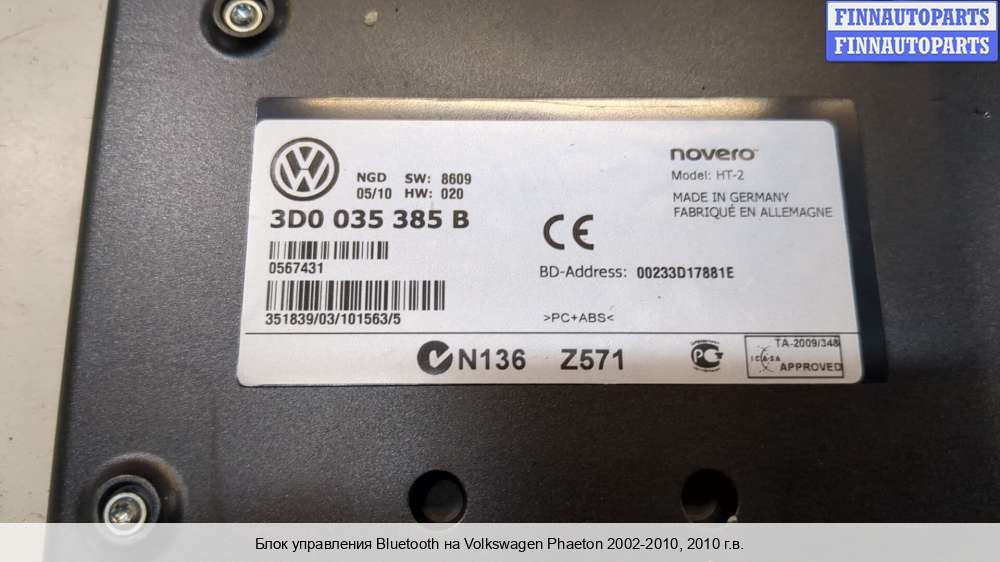 FINNAUTOPARTS
FINNAUTOPARTS
NGD SW: 8609
05/10 HW: 020
3D0 035 385 B
0567431
351839/03/101563/5
novero
Model: HT-2
MADE IN GERMANY
FABRIQUÉ EN ALLEMAGNE
CE
BD-Address: 00233D17881E
>PC+ABS<
N136 Z571
TA-2009/348
ICASA
APPROVED
Блок управления Bluetooth на Volkswagen Phaeton 2002-2010, 2010 г.в.